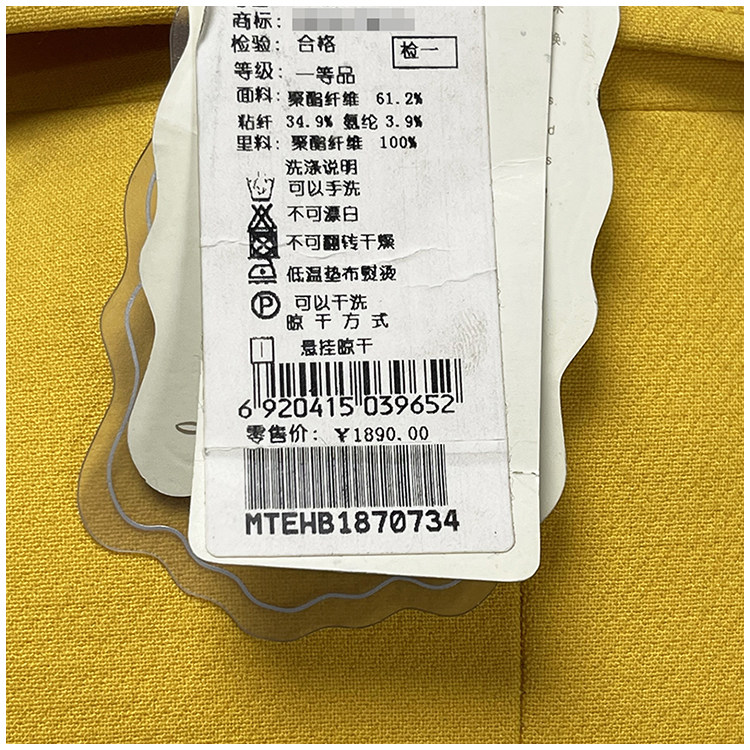 商标:
检验: 合格
检一
等级: 一等品
面料: 聚酯纤维 61.2%
粘纤 34.9% 氨纶 3.9%
里料: 聚酯纤维 100%
洗涤说明
可以手洗
不可漂白
不可翻转干燥
低温垫布熨烫
P 可以干洗
晾干方式
悬挂晾干
6 920415 039652
零售价: ¥1890.00
MTEHB1870734